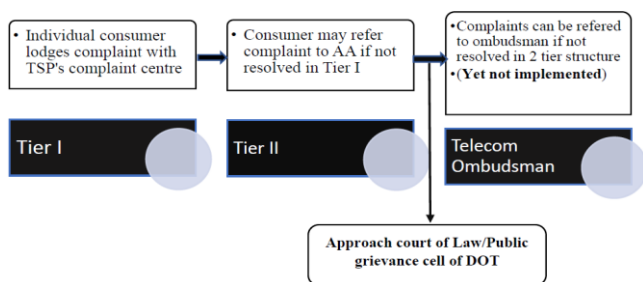 • Individual consumer
lodges complaint with
TSP's complaint centre
• Consumer may refer
complaint to AA if not
resolved in Tier I
• Complaints can be refered
to ombudsman if not
resolved in 2 tier structure
• (Yet not implemented)
Tier I
Tier II
Telecom
Ombudsman
Approach court of Law/Public
grievance cell of DOT